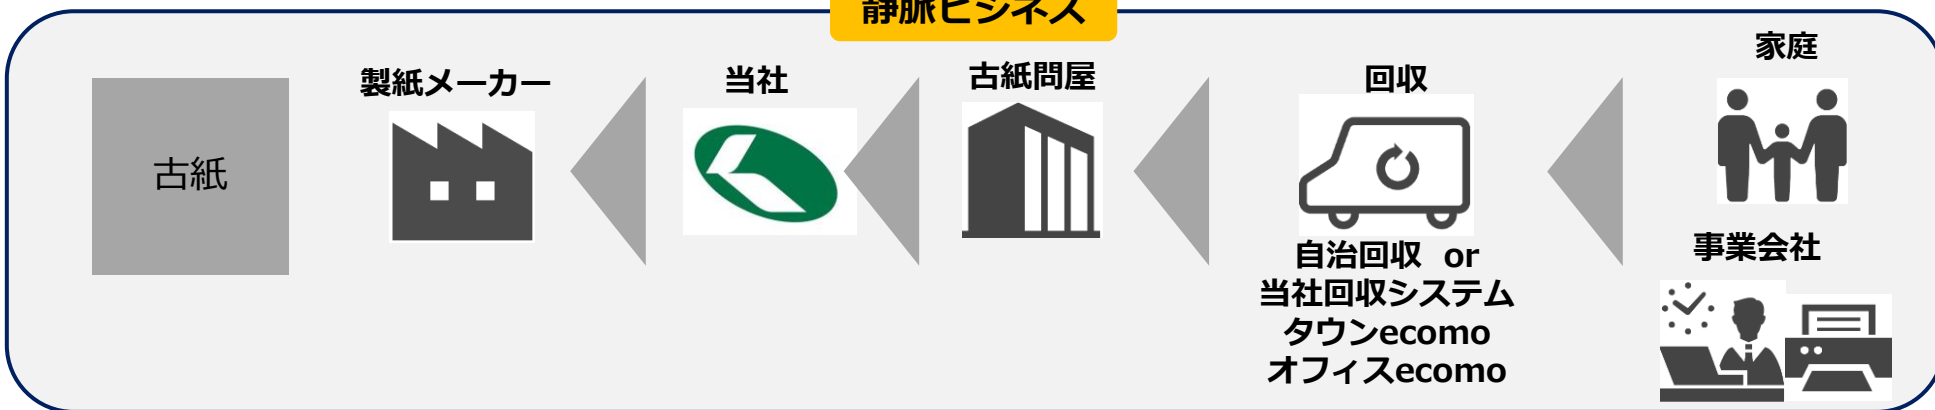 静脈ビジネス
古紙
製紙メーカー
当社
古紙問屋
回収
自治回収 or
当社回収システム
タウンecomo
オフィスecomo
家庭
事業会社